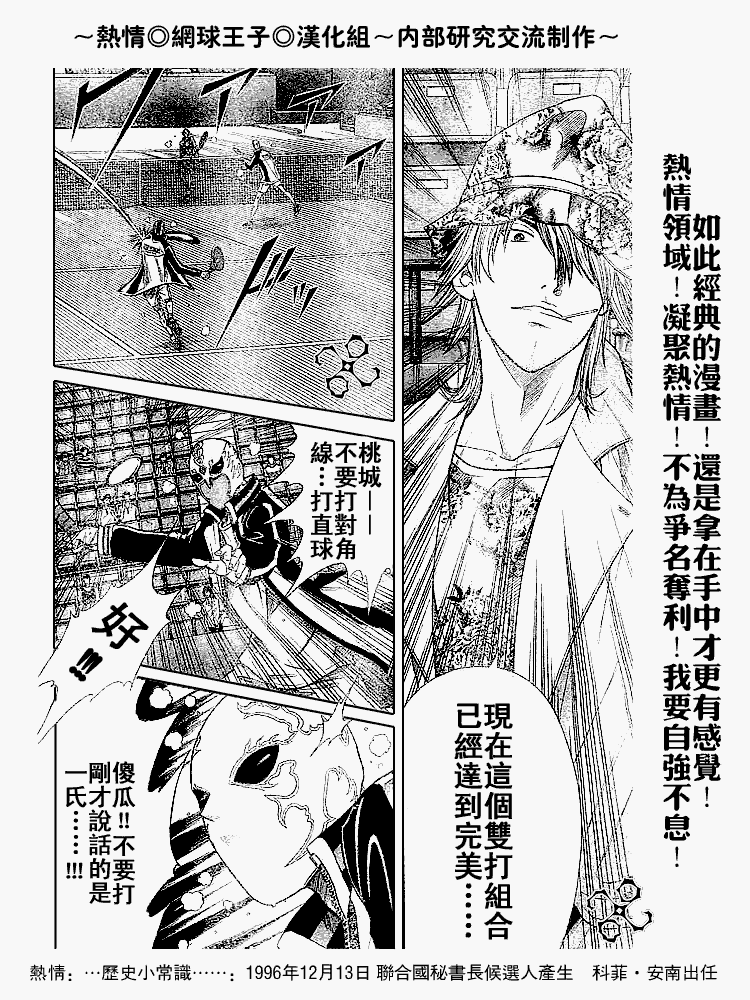 ～熱情◎網球王子◎漢化組～内部研究交流制作～
如此經典的漫畫！還是拿在手中才更有感覺！
熱情領域！凝聚熱情！不為爭名奪利！我要自強不息！
現在這個雙打組合
已經達到完美……
桃城——
不要打對角
線…打直球
好!!!
傻瓜!!不要打
剛才說話的是
一氏……!!!
熱情：…歷史小常識……：1996年12月13日 聯合國秘書長候選人產生　科菲·安南出任